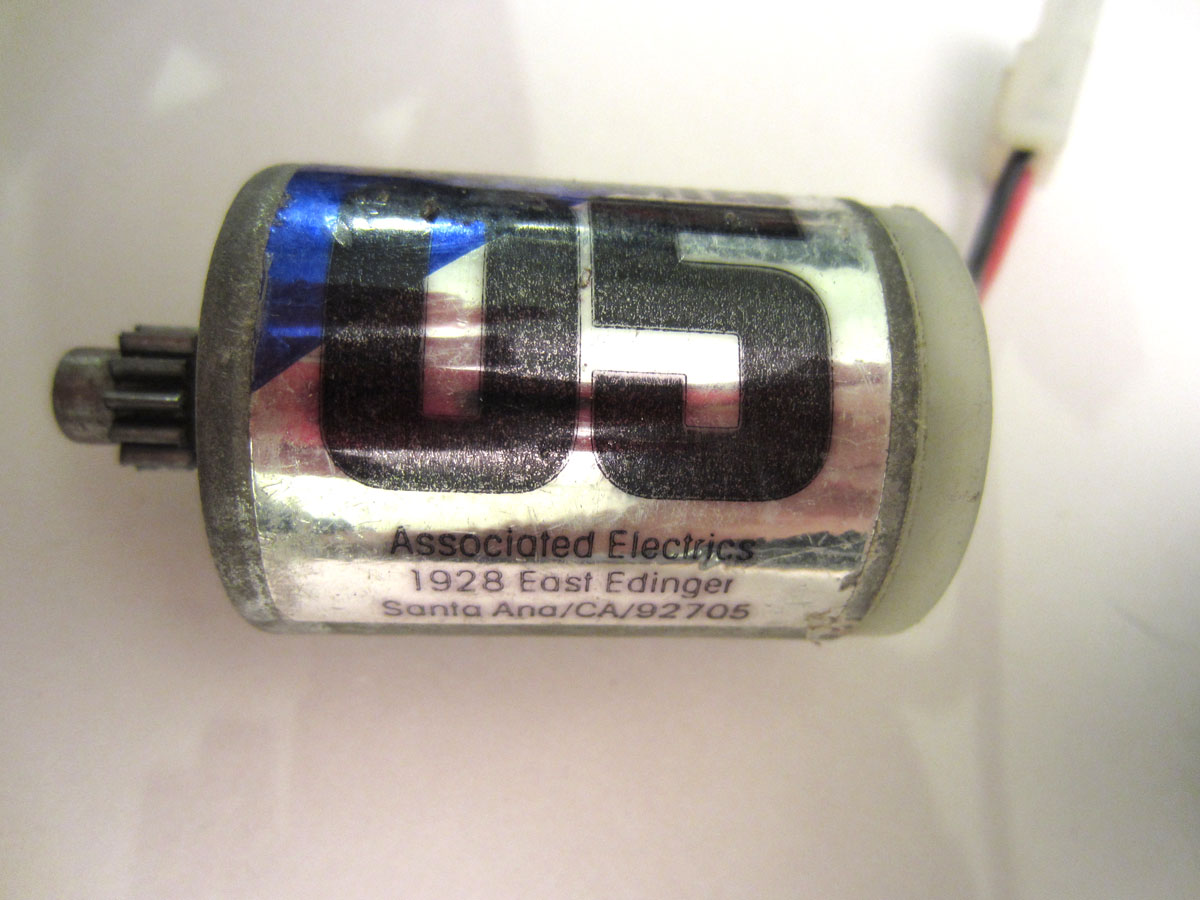 05
Associated Electrics
1928 East Edinger
Santa Ana/CA/92705